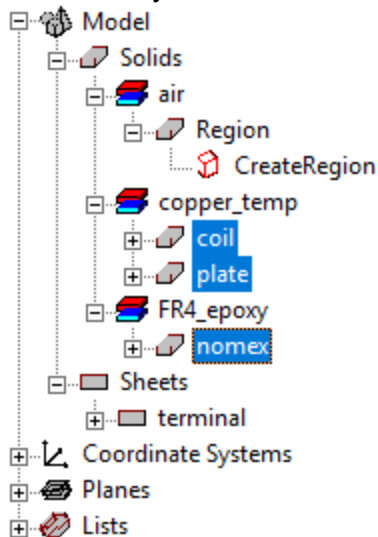 Model
Solids
air
Region
CreateRegion
copper_temp
coil
plate
FR4_epoxy
nomex
Sheets
terminal
Coordinate Systems
Planes
Lists